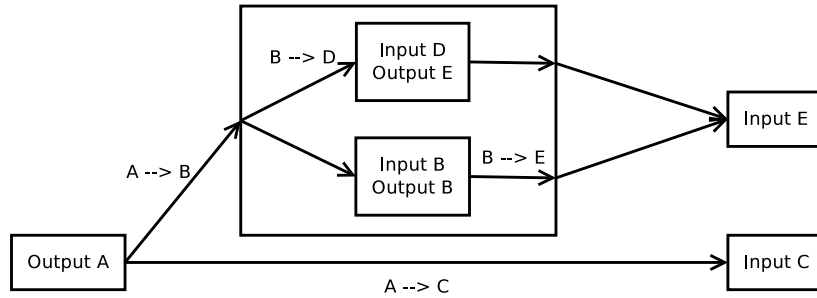 B --> D
Input D
Output E
Input E
A --> B
Input B
Output B
B --> E
Output A
Input C
A --> C